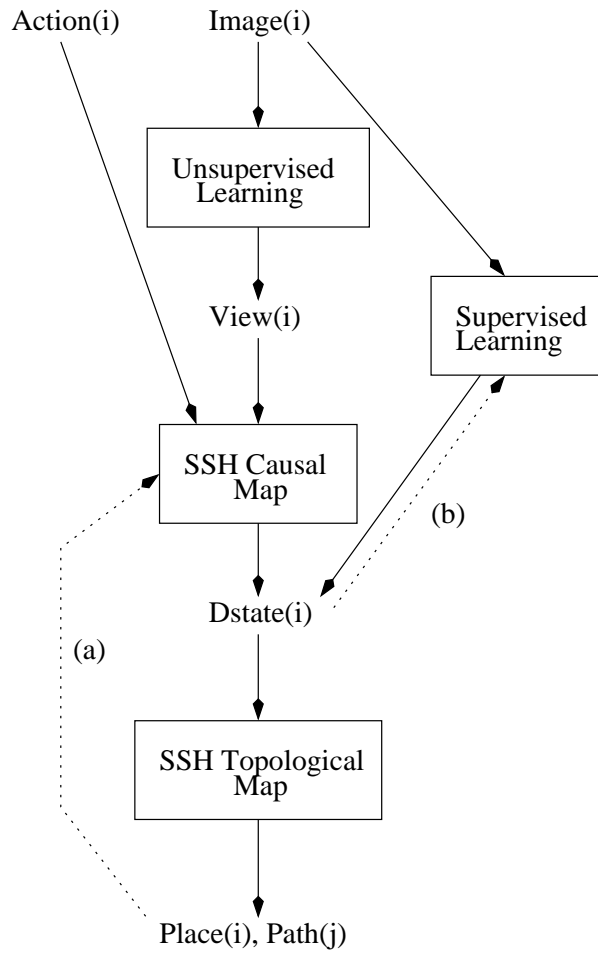 Action(i)
Image(i)
Unsupervised
Learning
View(i)
Supervised
Learning
SSH Causal
Map
(b)
Dstate(i)
(a)
SSH Topological
Map
Place(i), Path(j)